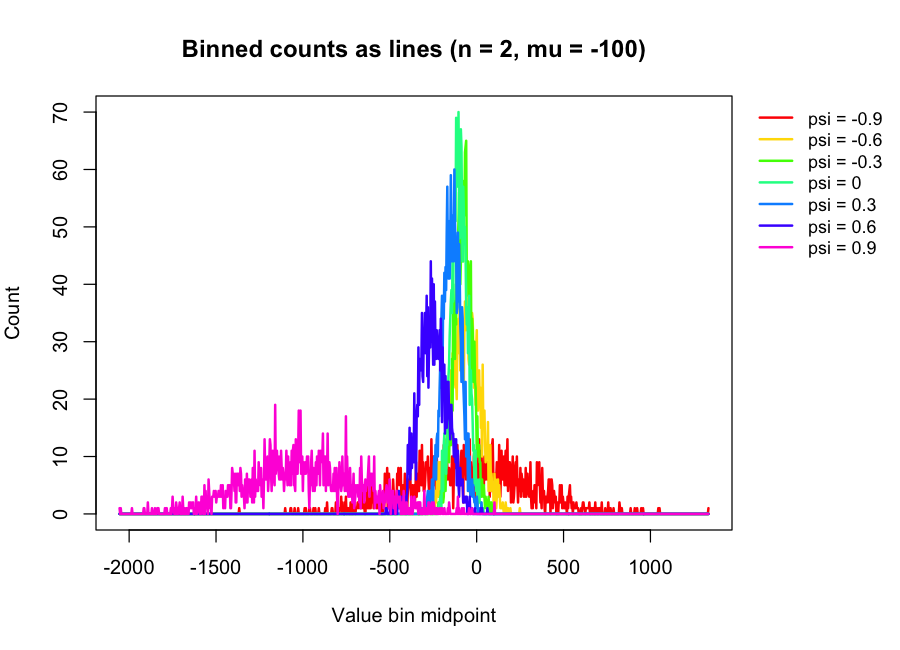 Binned counts as lines (n = 2, mu = -100)
psi = -0.9
psi = -0.6
psi = -0.3
psi = 0
psi = 0.3
psi = 0.6
psi = 0.9
Count
70
60
50
40
30
20
10
0
-2000 -1500 -1000 -500 0 500 1000
Value bin midpoint